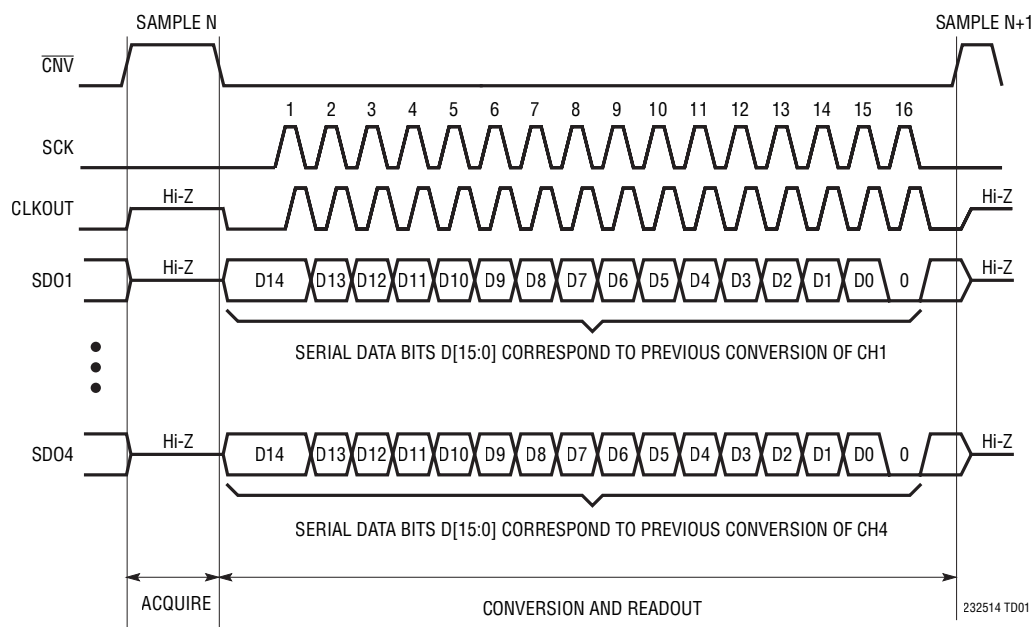 SAMPLE N SAMPLE N+1
CNV
1 2 3 4 5 6 7 8 9 10 11 12 13 14 15 16
SCK
CLKOUT Hi-Z Hi-Z
SDO1 Hi-Z D14 D13 D12 D11 D10 D9 D8 D7 D6 D5 D4 D3 D2 D1 D0 0 Hi-Z
SERIAL DATA BITS D[15:0] CORRESPOND TO PREVIOUS CONVERSION OF CH1
SDO4 Hi-Z D14 D13 D12 D11 D10 D9 D8 D7 D6 D5 D4 D3 D2 D1 D0 0 Hi-Z
SERIAL DATA BITS D[15:0] CORRESPOND TO PREVIOUS CONVERSION OF CH4
ACQUIRE CONVERSION AND READOUT 232514 TD01